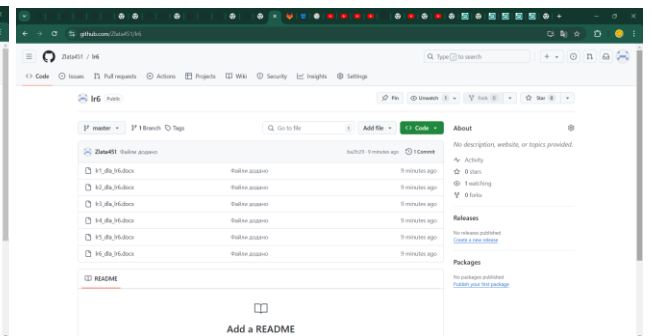 github.com/Zlata451/lr6
Zlata451 / lr6
Type / to search
Code Issues Pull requests Actions Projects Wiki Security Insights Settings
lr6 Public
Pin Unwatch 1 Fork 0 Star 0
master 1 Branch Tags Go to file t Add file Code
Zlata451 Файли додано 9 minutes ago 1 Commit
lr1_dla_lr6.docx Файли додано 9 minutes ago
lr2_dla_lr6.docx Файли додано 9 minutes ago
lr3_dla_lr6.docx Файли додано 9 minutes ago
lr4_dla_lr6.docx Файли додано 9 minutes ago
lr5_dla_lr6.docx Файли додано 9 minutes ago
lr6_dla_lr6.docx Файли додано 9 minutes ago
README
Add a README
About
No description, website, or topics provided.
Activity
0 stars
1 watching
0 forks
Releases
No releases published
Create a new release
Packages
No packages published
Publish your first package